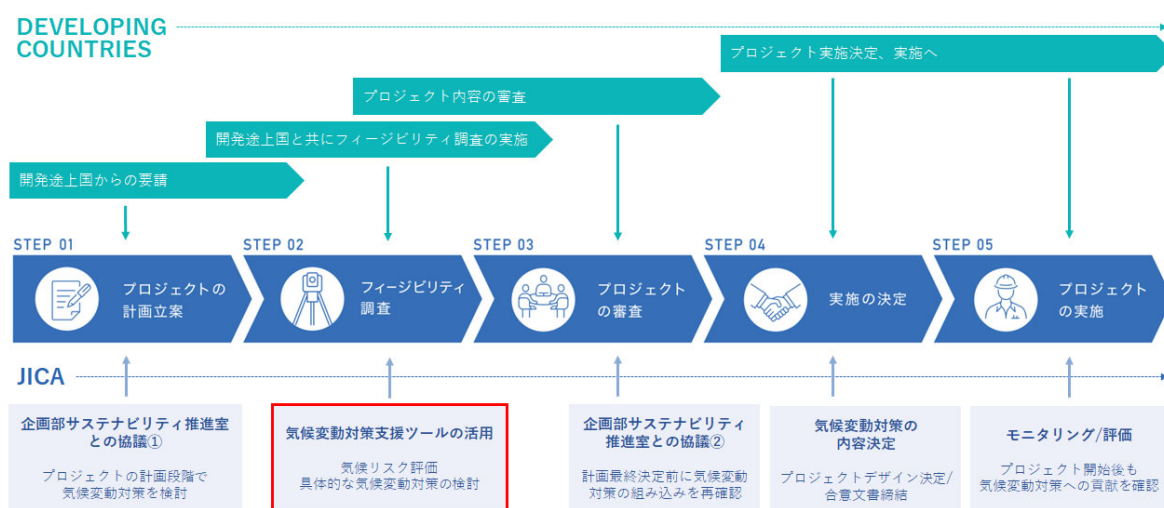 DEVELOPING
COUNTRIES
プロジェクト実施決定、実施へ
プロジェクト内容の審査
開発途上国と共にフィージビリティ調査の実施
開発途上国からの要請
STEP 01
プロジェクトの
計画立案
STEP 02
フィージビリティ
調査
STEP 03
プロジェクト
の審査
STEP 04
実施の決定
STEP 05
プロジェクト
の実施
JICA
企画部サステナビリティ推進室
との協議①
プロジェクトの計画段階で
気候変動対策を検討
気候変動対策支援ツールの活用
気候リスク評価
具体的な気候変動対策の検討
企画部サステナビリティ
推進室との協議②
計画最終決定前に気候変動
対策の組み込みを再確認
気候変動対策の
内容決定
プロジェクトデザイン決定/
合意文書締結
モニタリング/評価
プロジェクト開始後も
気候変動対策への貢献を確認